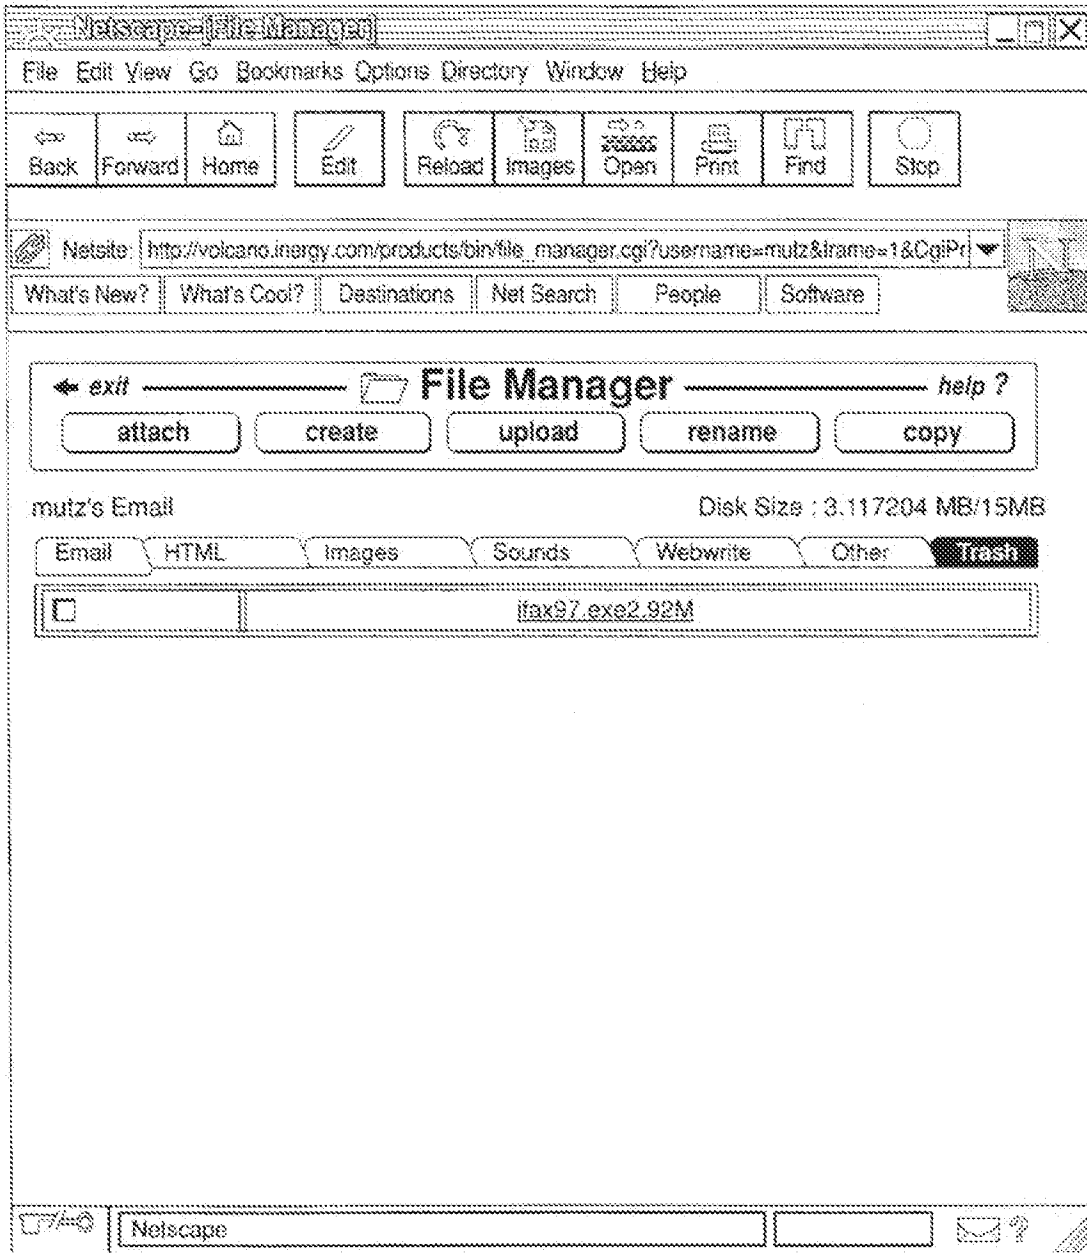 Netscape-[File Manager]
File Edit View Go Bookmarks Options Directory Window Help
Back Forward Home Edit Reload Images Open Print Find Stop
Netsite: http://volcano.inergy.com/products/bin/file_manager.cgi?username=mutz&Irame=1&CgiPr
N
What's New? What's Cool? Destinations Net Search People Software
exit File Manager help ?
attach create upload rename copy
mutz's Email Disk Size : 3.117204 MB/15MB
Email HTML Images Sounds Webwrite Other Trash
ifax97.exe2.92M
Netscape
?